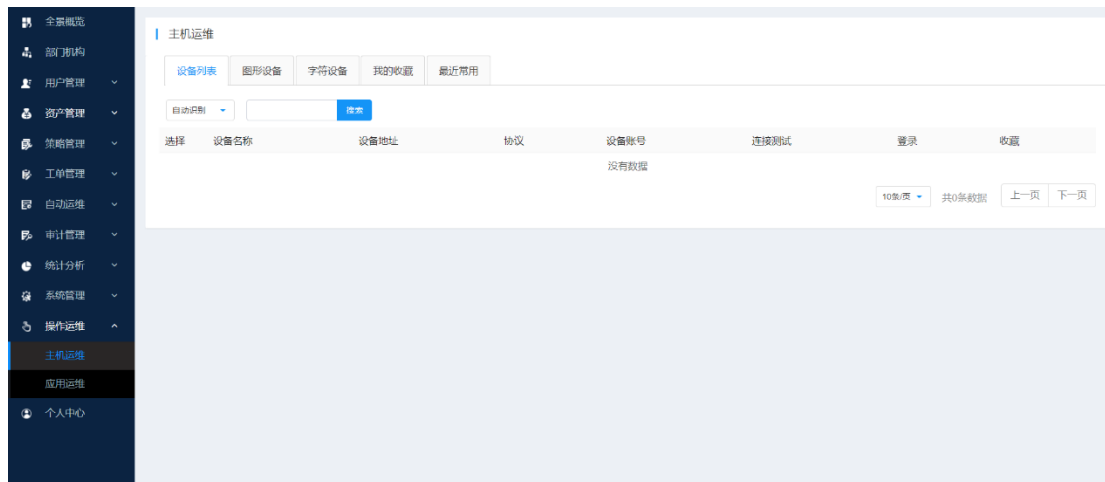 全景概览
部门机构
用户管理
资产管理
策略管理
工单管理
自动运维
审计管理
统计分析
系统管理
操作运维
主机运维
应用运维
个人中心
主机运维
设备列表 图形设备 字符设备 我的收藏 最近常用
自动识别 搜索
选择 设备名称 设备地址 协议 设备账号 连接测试 登录 收藏
没有数据
10条/页 共0条数据 上一页 下一页